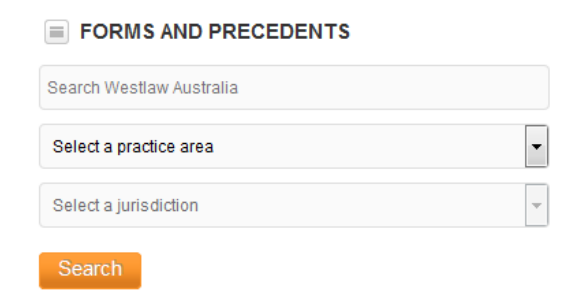 FORMS AND PRECEDENTS
Search Westlaw Australia
Select a practice area
Select a jurisdiction
Search